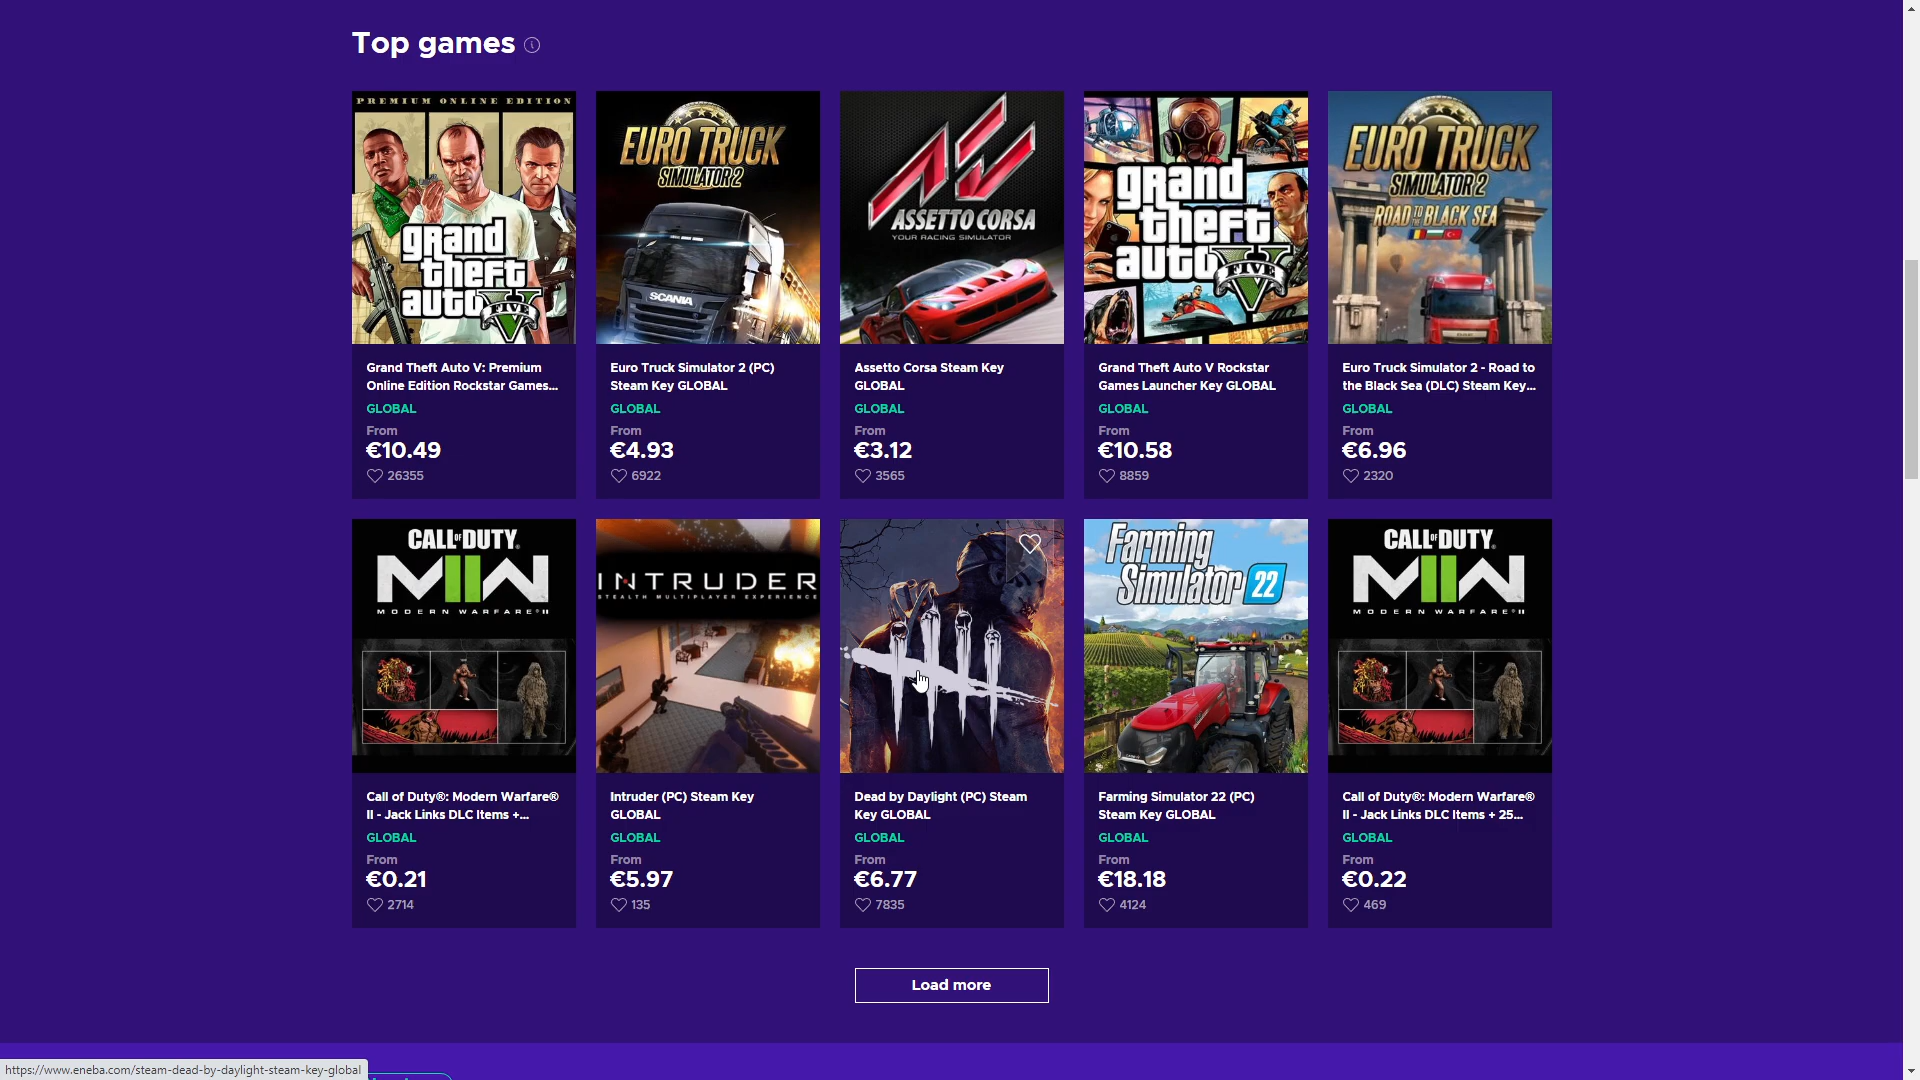 Top games
PREMIUM ONLINE EDITION
grand
theft
auto
FIVE
Grand Theft Auto V: Premium
Online Edition Rockstar Games...
GLOBAL
From
€10.49
26355
EURO TRUCK
SIMULATOR 2
SCANIA
Euro Truck Simulator 2 (PC)
Steam Key GLOBAL
GLOBAL
From
€4.93
6922
ASSETTO CORSA
YOUR RACING SIMULATOR
Assetto Corsa Steam Key
GLOBAL
GLOBAL
From
€3.12
3565
grand
theft
auto
FIVE
Grand Theft Auto V Rockstar
Games Launcher Key GLOBAL
GLOBAL
From
€10.58
8859
EURO TRUCK
SIMULATOR 2
ROAD TO THE BLACK SEA
Euro Truck Simulator 2 - Road to
the Black Sea (DLC) Steam Key...
GLOBAL
From
€6.96
2320
CALL OF DUTY®
MWII
MODERN WARFARE® II
Call of Duty®: Modern Warfare®
II - Jack Links DLC Items +...
GLOBAL
From
€0.21
2714
INTRUDER
STEALTH MULTIPLAYER EXPERIENCE
Intruder (PC) Steam Key
GLOBAL
GLOBAL
From
€5.97
135
Dead by Daylight (PC) Steam
Key GLOBAL
GLOBAL
From
€6.77
7835
Farming
Simulator 22
Farming Simulator 22 (PC)
Steam Key GLOBAL
GLOBAL
From
€18.18
4124
CALL OF DUTY®
MWII
MODERN WARFARE® II
Call of Duty®: Modern Warfare®
II - Jack Links DLC Items + 25...
GLOBAL
From
€0.22
469
Load more
https://www.eneba.com/steam-dead-by-daylight-steam-key-global